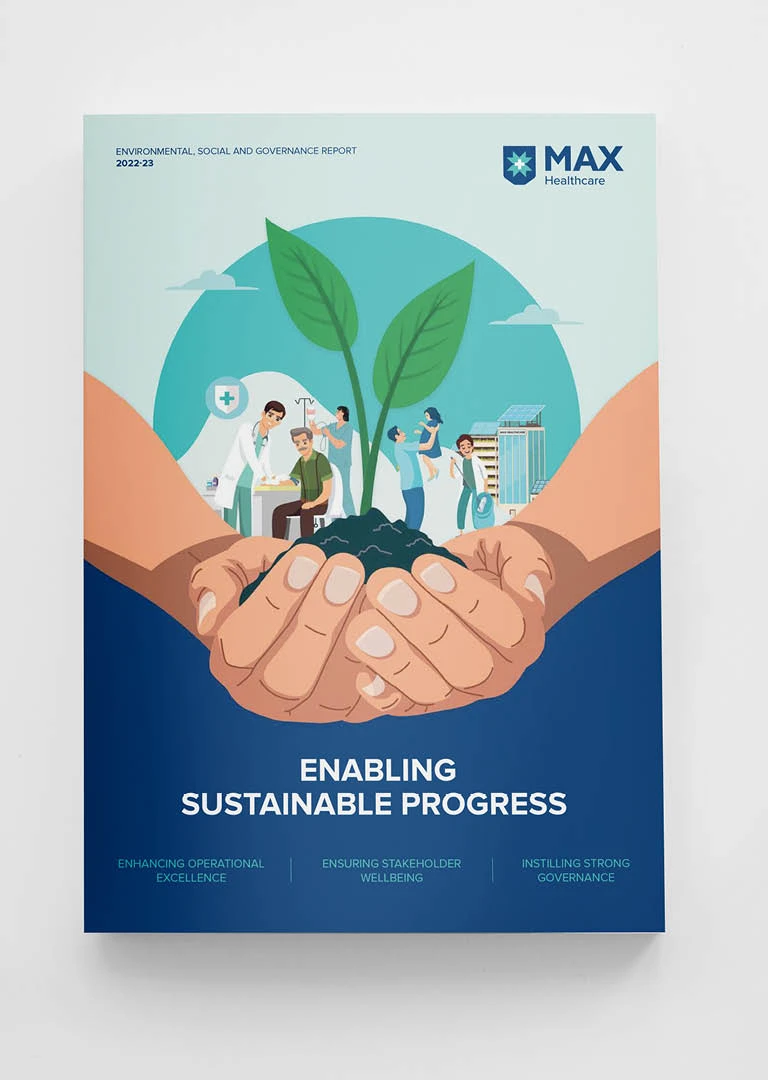 ENVIRONMENTAL, SOCIAL AND GOVERNANCE REPORT
2022-23
MAX
Healthcare
ENABLING
SUSTAINABLE PROGRESS
ENHANCING OPERATIONAL
EXCELLENCE
ENSURING STAKEHOLDER
WELLBEING
INSTILLING STRONG
GOVERNANCE